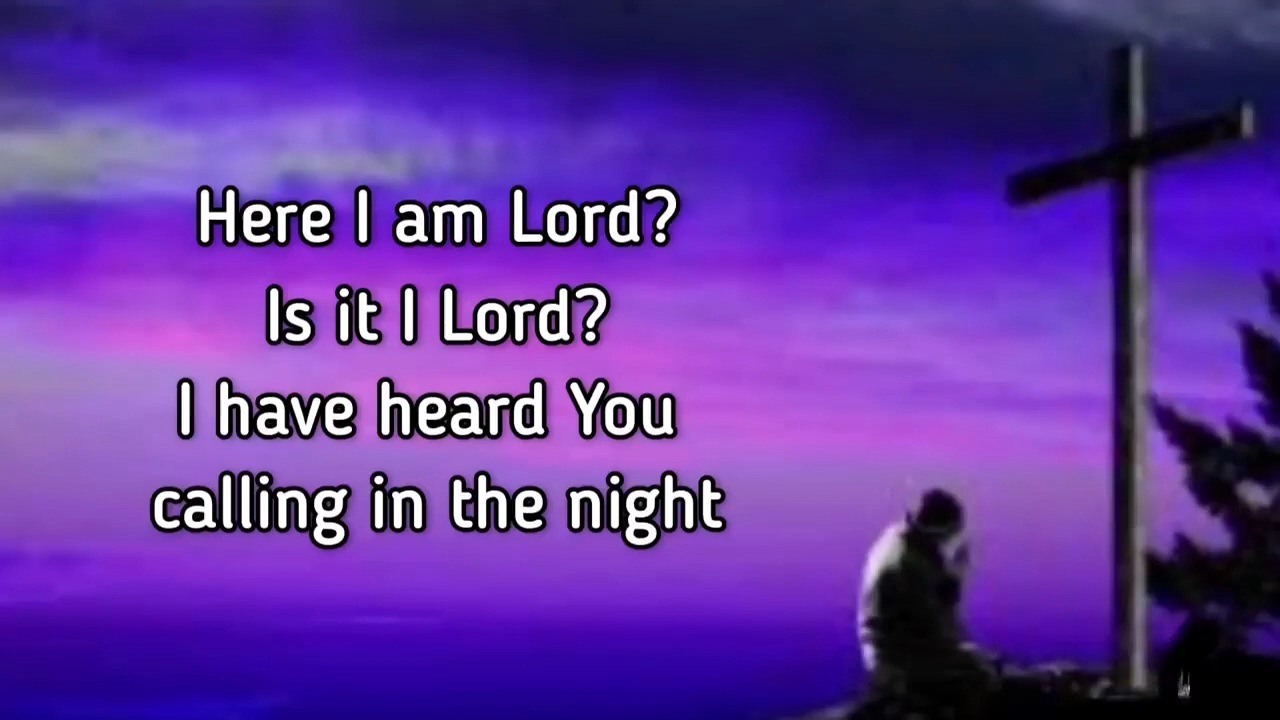 Here I am Lord?
Is it I Lord?
I have heard You
calling in the night